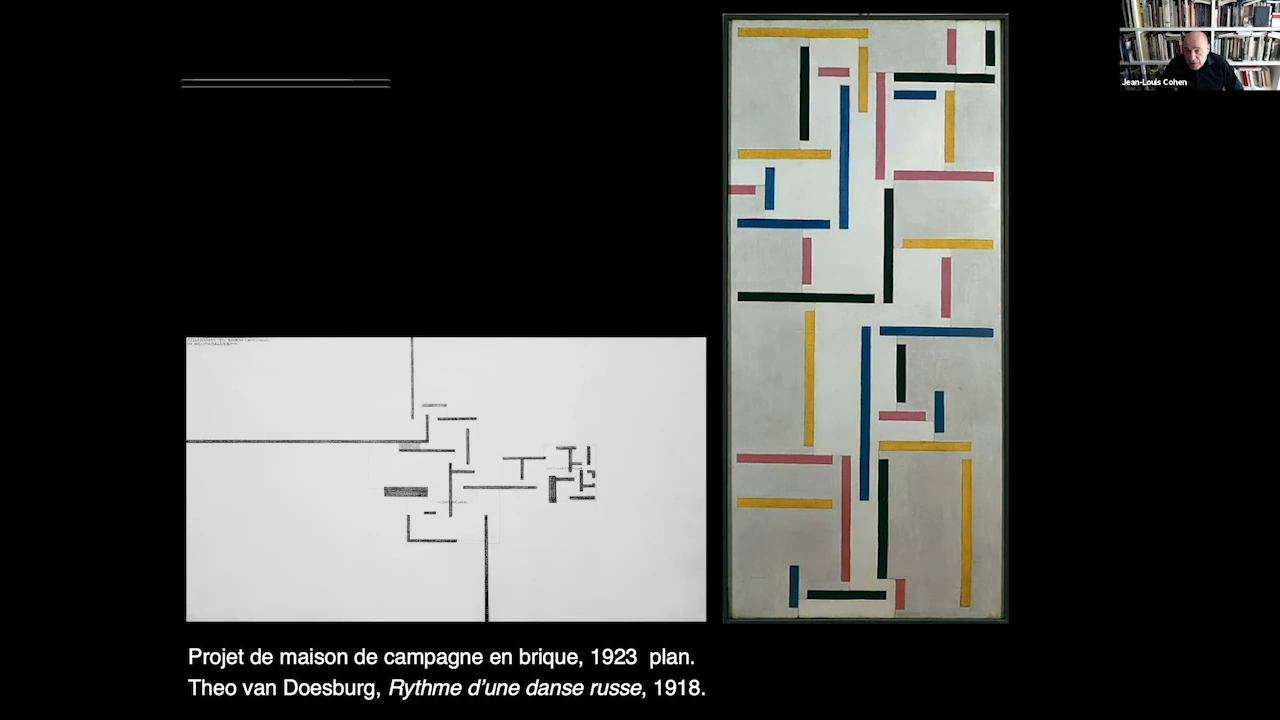 Jean-Louis Cohen
Projet de maison de campagne en brique, 1923 plan.
Theo van Doesburg, Rythme d’une danse russe, 1918.